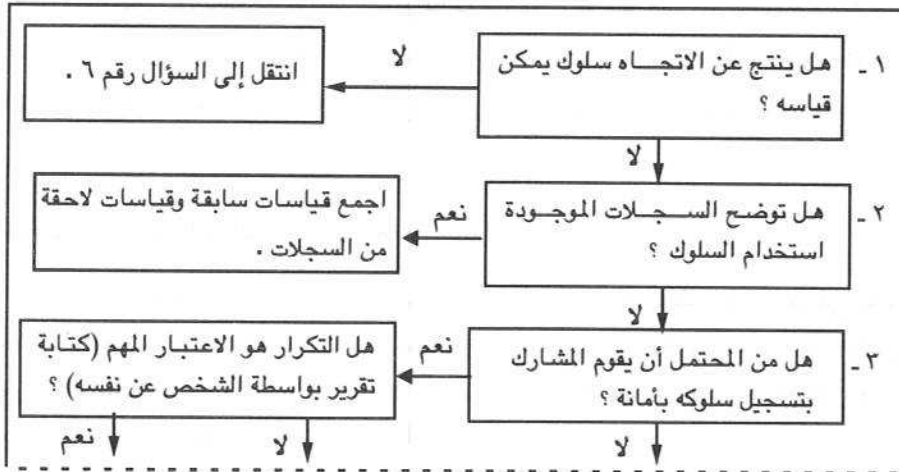 ١ - هل ينتج عن الاتجاه سلوك يمكن
قياسه ؟
لا
انتقل إلى السؤال رقم ٦ .
لا
٢ - هل توضح السجلات الموجودة
استخدام السلوك ؟
نعم
اجمع قياسات سابقة وقياسات لاحقة
من السجلات .
لا
٣ - هل من المحتمل أن يقوم المشارك
بتسجيل سلوكه بأمانة ؟
نعم
هل التكرار هو الاعتبار المهم (كتابة
تقرير بواسطة الشخص عن نفسه) ؟
لا
لا
نعم